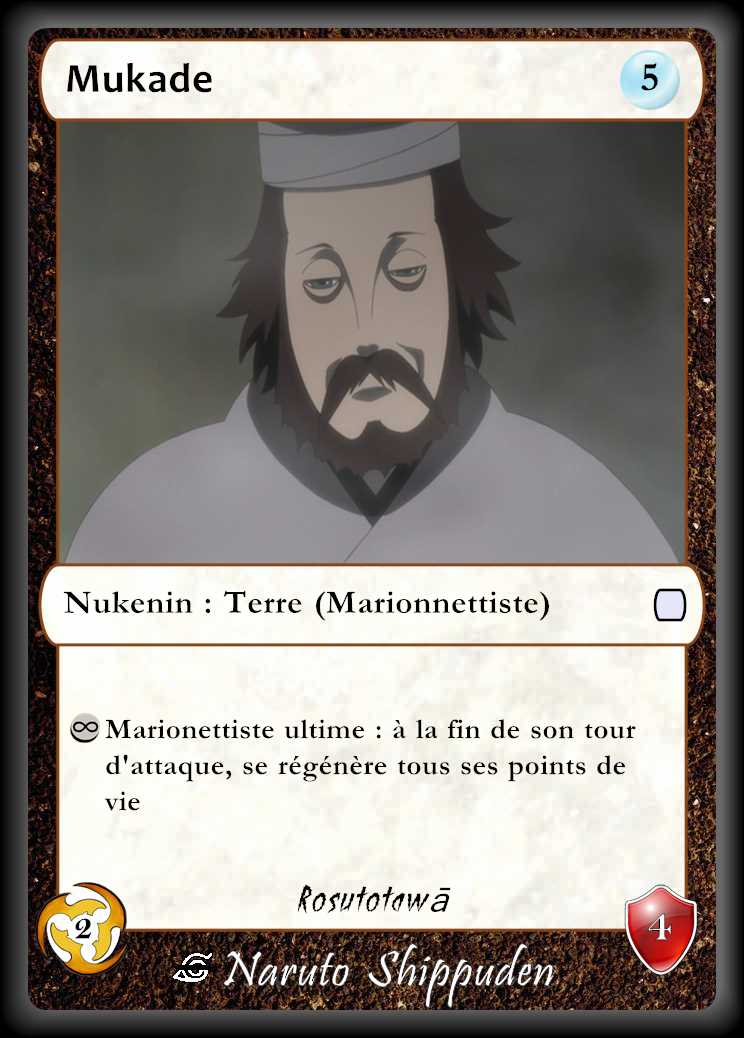 Mukade
5
Nukenin : Terre (Marionnettiste)
Marionettiste ultime : à la fin de son tour
d'attaque, se régénère tous ses points de
vie
Rosutotawā
2
4
Naruto Shippuden